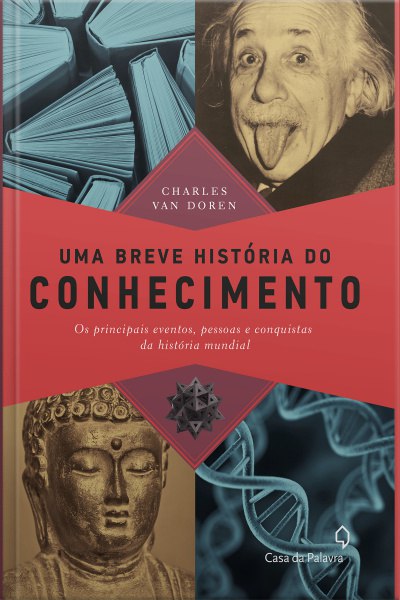 CHARLES
VAN DOREN
UMA BREVE HISTÓRIA DO
CONHECIMENTO
Os principais eventos, pessoas e conquistas
da história mundial
Casa da Palavra